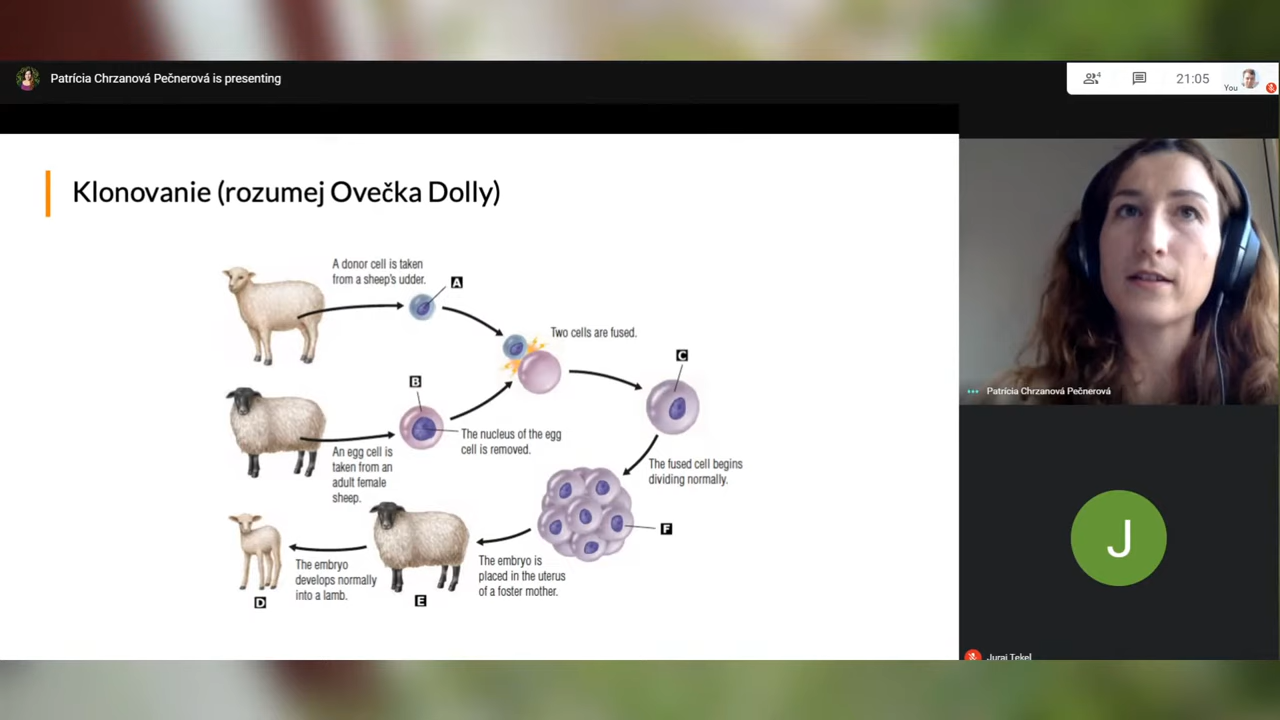 Patrícia Chrzanová Pečnerová is presenting
4
21:05
You
Klonovanie (rozumej Ovečka Dolly)
A donor cell is taken
from a sheep's udder.
A
Two cells are fused.
C
B
The nucleus of the egg
cell is removed.
An egg cell is
taken from an
adult female
sheep.
The fused cell begins
dividing normally.
F
The embryo is
placed in the uterus
of a foster mother.
The embryo
develops normally
into a lamb.
D
E
Patrícia Chrzanová Pečnerová
J
Juraj Tekel